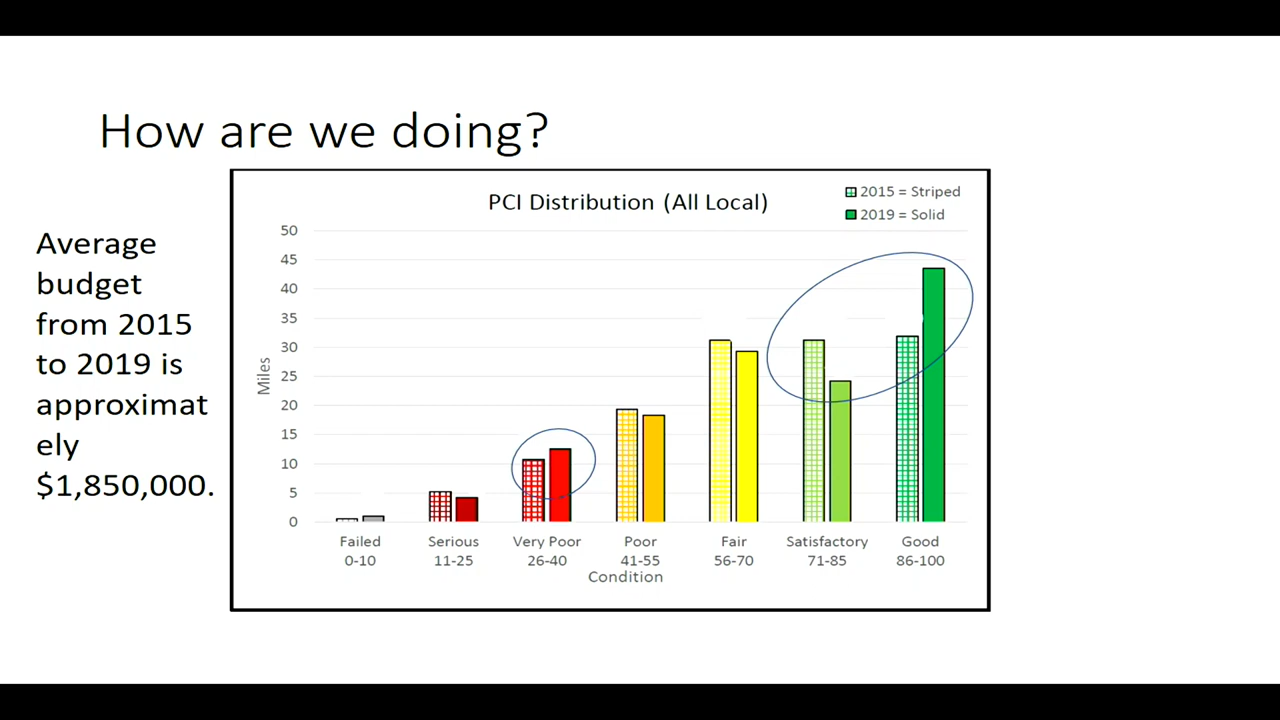 How are we doing?
Average
budget
from 2015
to 2019 is
approximat
ely
$1,850,000.
PCI Distribution (All Local)
2015 = Striped
2019 = Solid
50
45
40
35
30
25
20
15
10
5
0
Miles
Failed Serious Very Poor Poor Fair Satisfactory Good
0-10 11-25 26-40 41-55 56-70 71-85 86-100
Condition